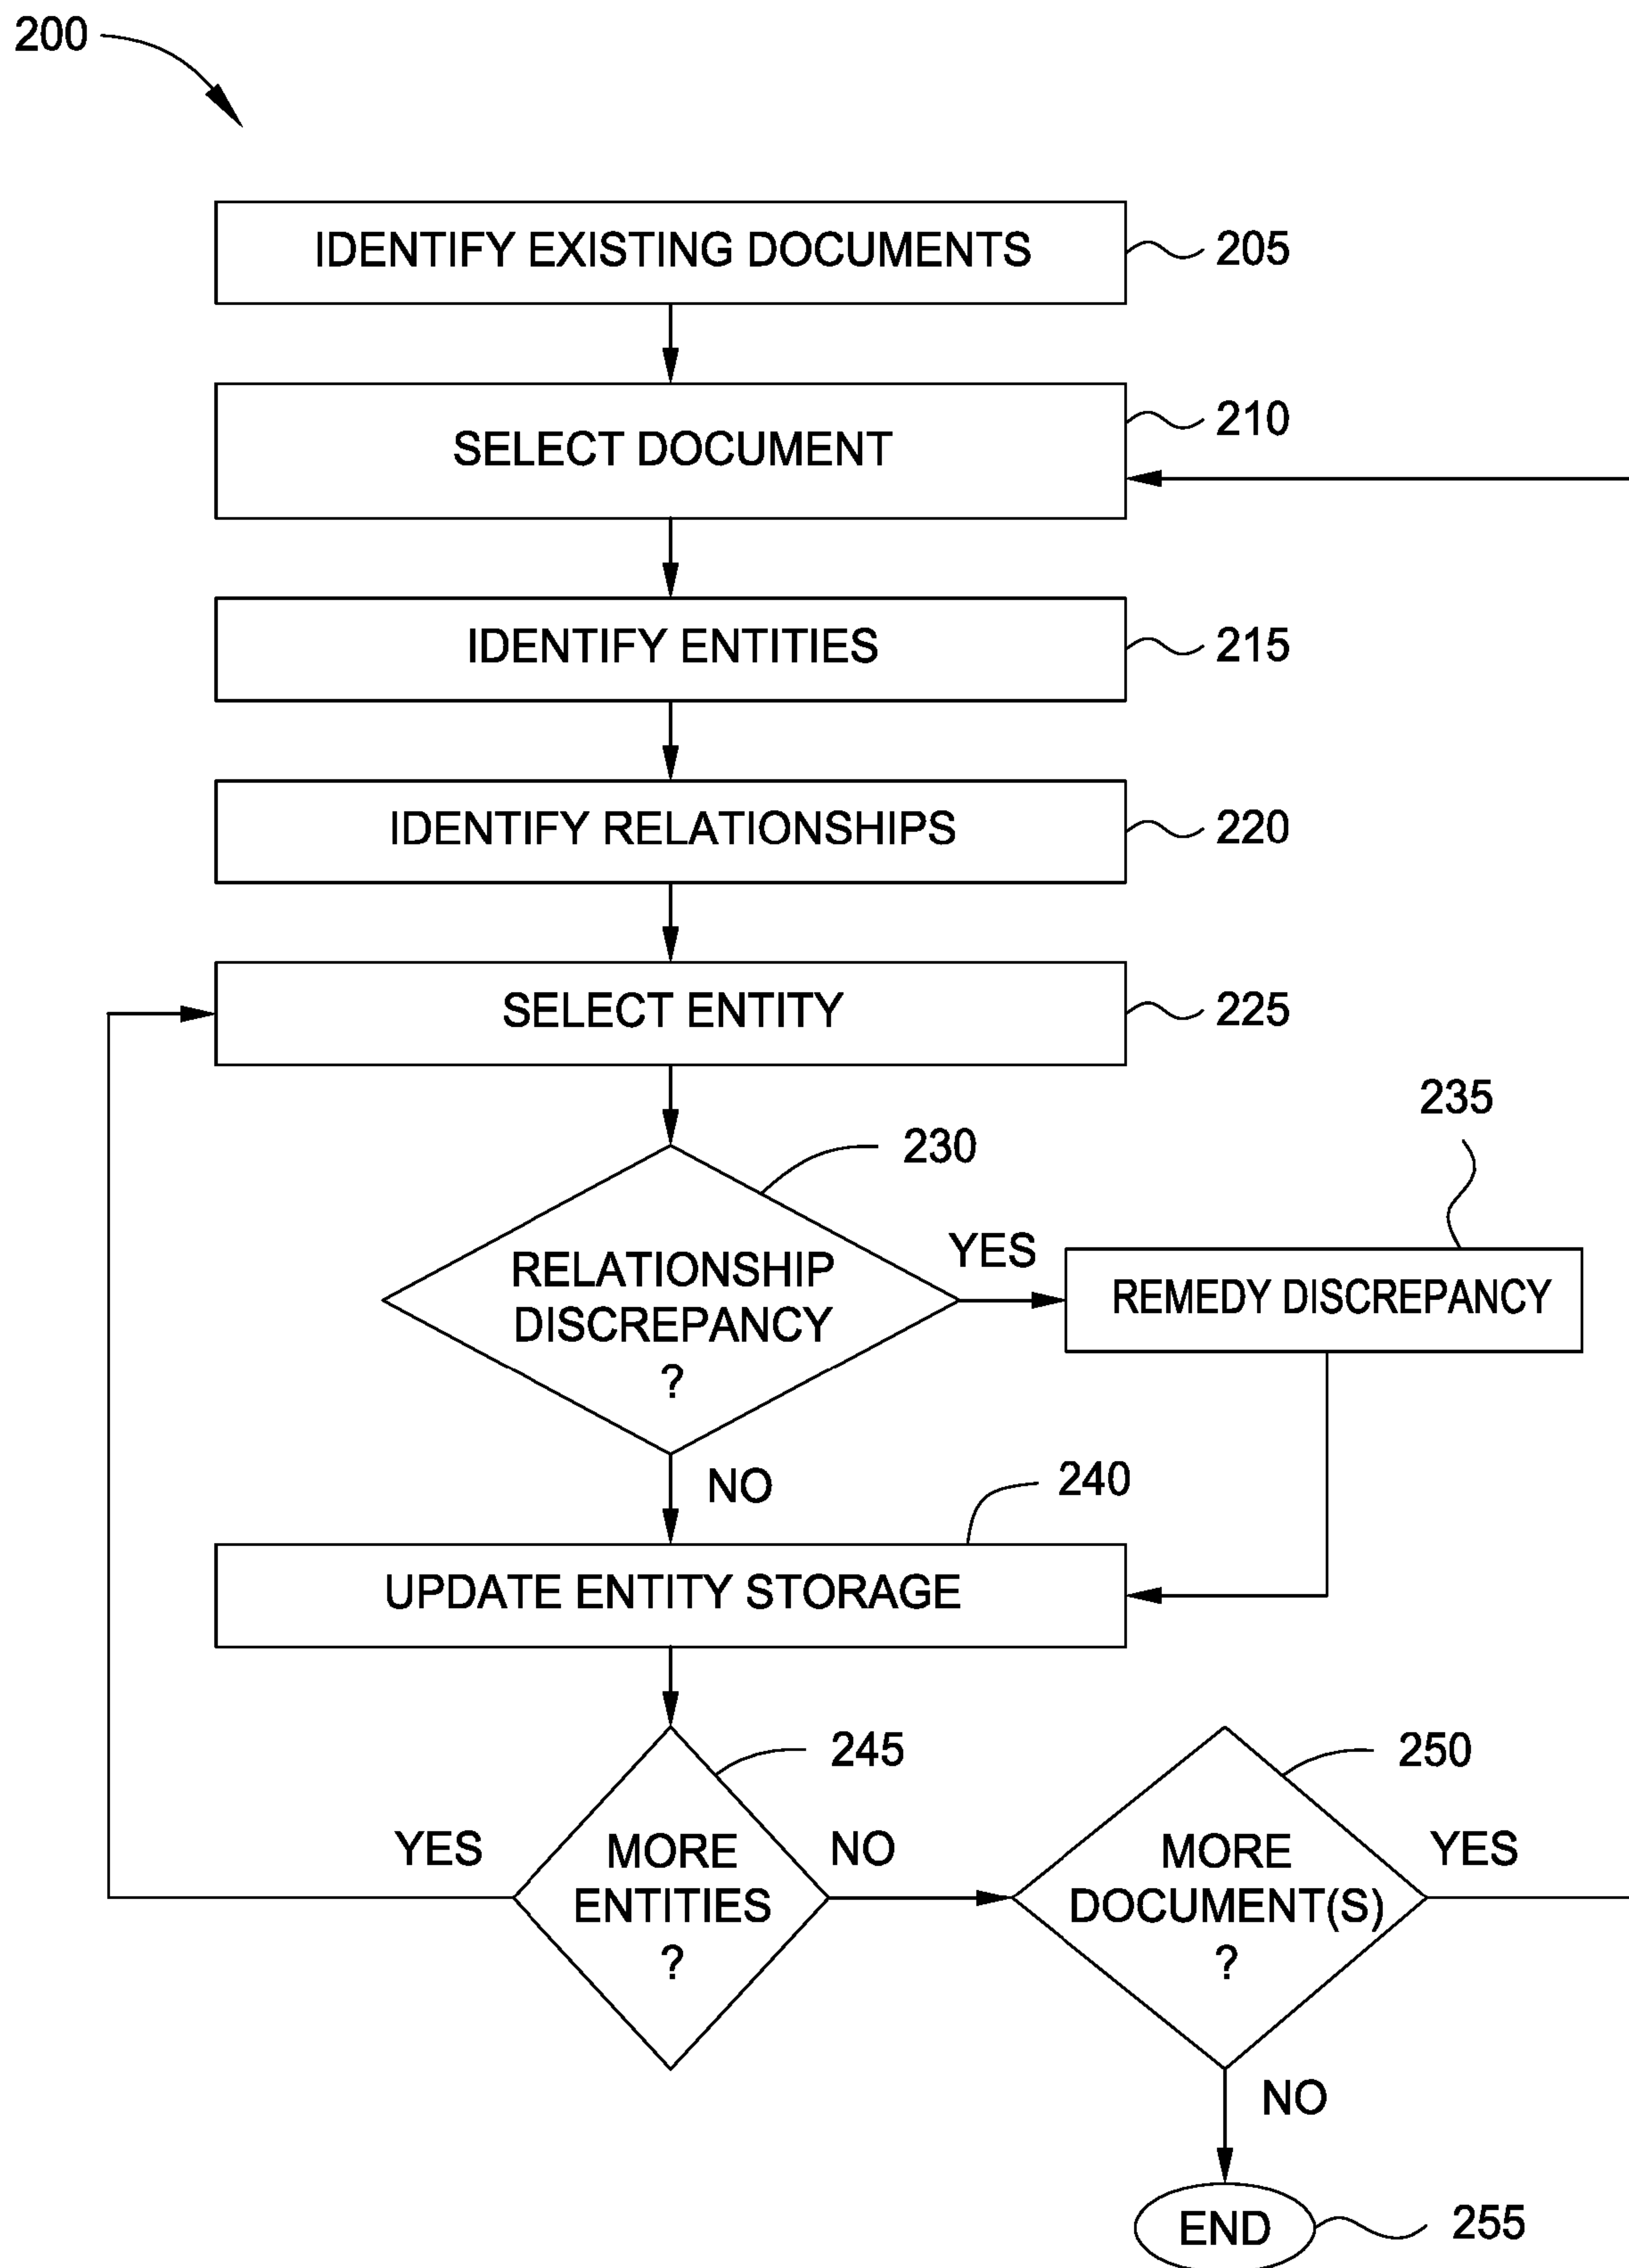 200
IDENTIFY EXISTING DOCUMENTS
205
SELECT DOCUMENT
210
IDENTIFY ENTITIES
215
IDENTIFY RELATIONSHIPS
220
SELECT ENTITY
225
230
RELATIONSHIP
DISCREPANCY
?
YES
235
REMEDY DISCREPANCY
NO
240
UPDATE ENTITY STORAGE
245
YES
MORE
ENTITIES
?
NO
250
MORE
DOCUMENT(S)
?
YES
NO
END
255